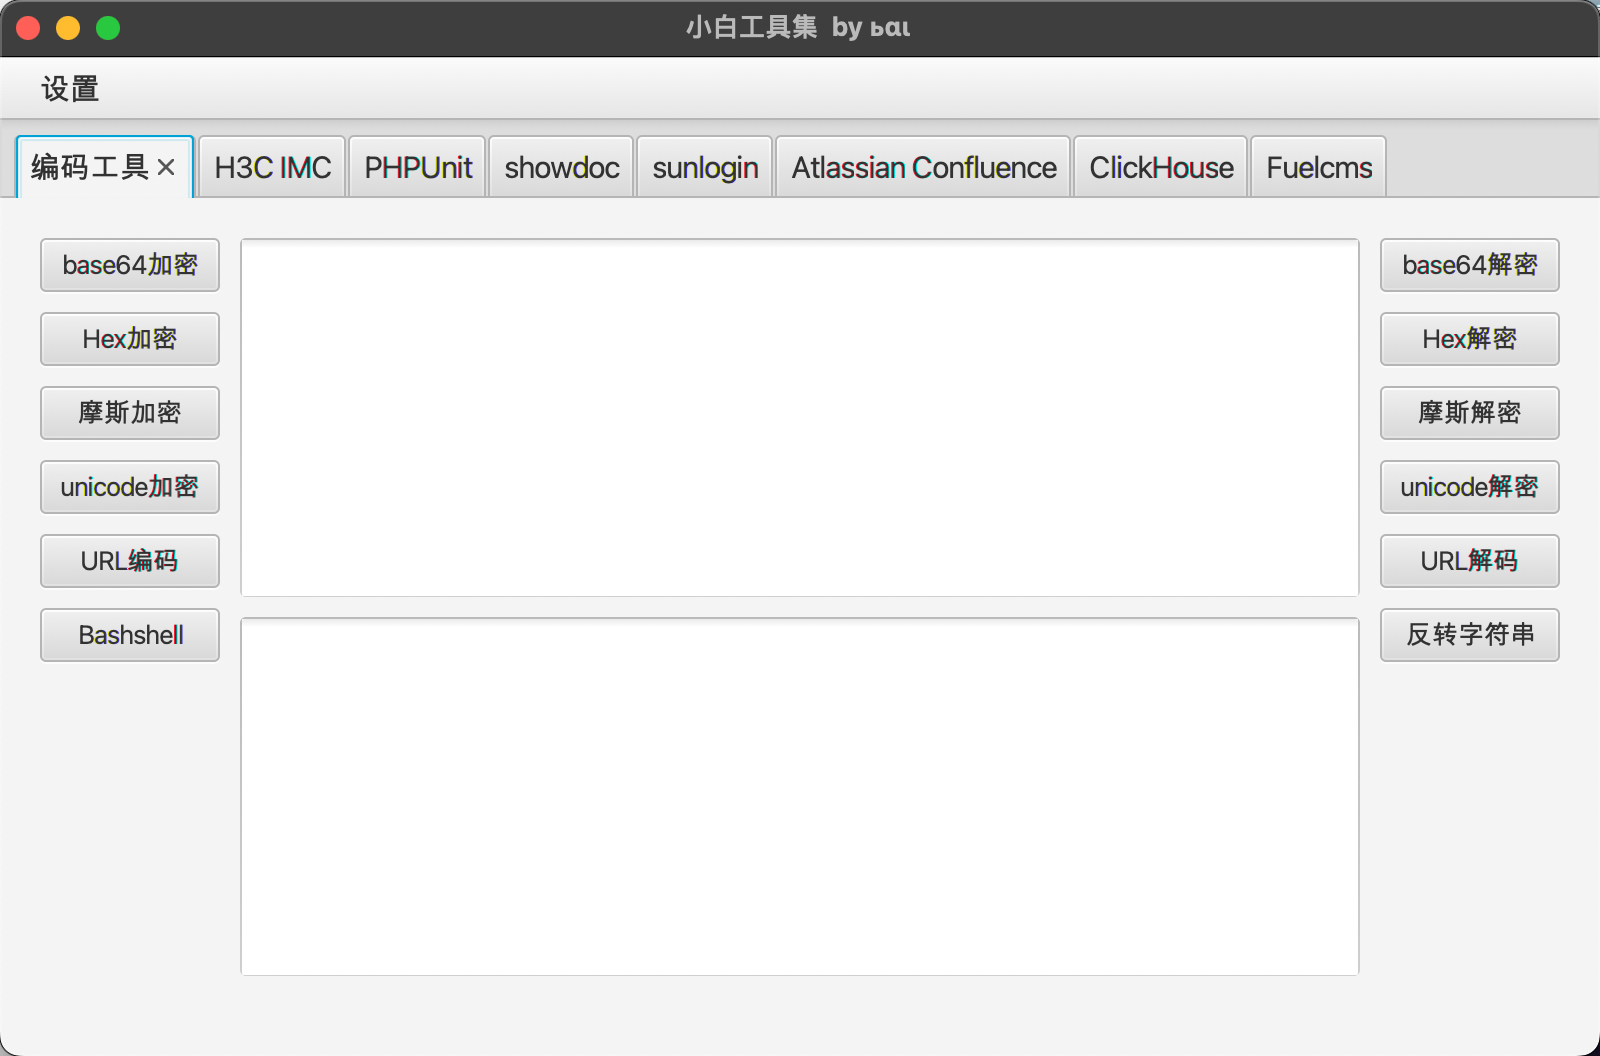 小白工具集 by ьɑι
设置
编码工具 H3C IMC PHPUnit showdoc sunlogin Atlassian Confluence ClickHouse Fuelcms
base64加密 base64解密
Hex加密 Hex解密
摩斯加密 摩斯解密
unicode加密 unicode解密
URL编码 URL解码
Bashshell 反转字符串